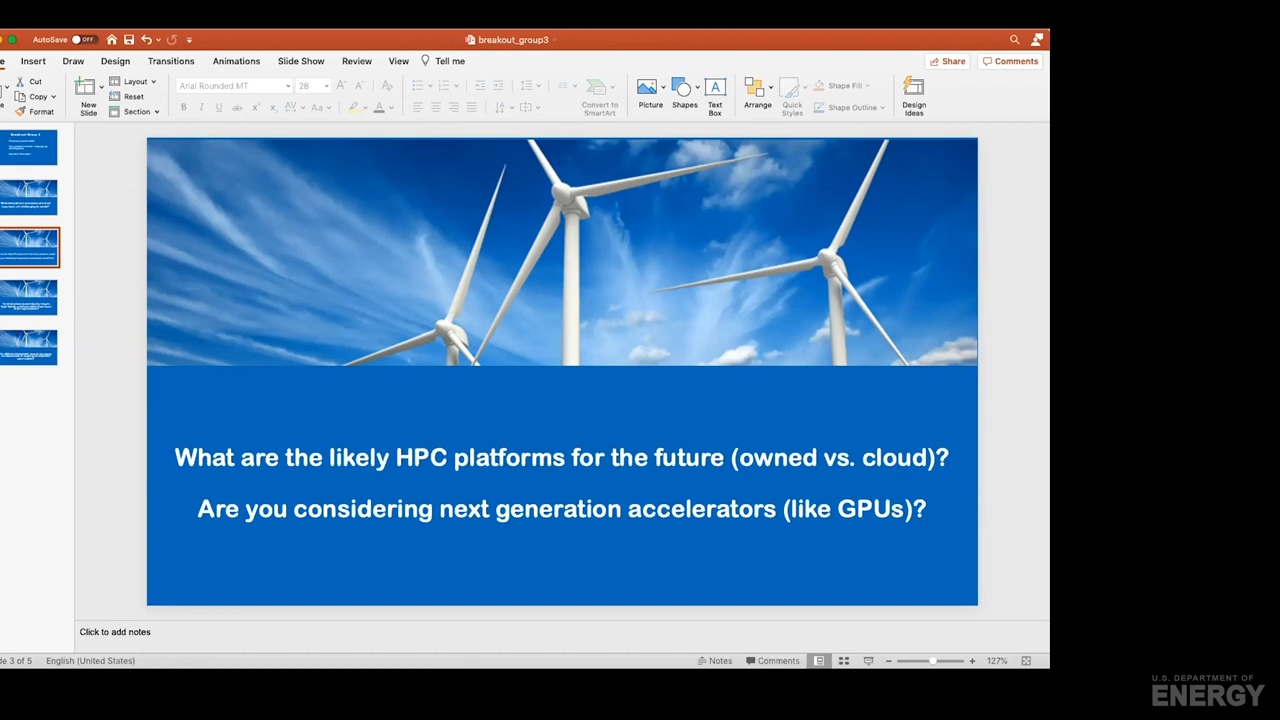 AutoSave OFF
breakout_group3
Insert Draw Design Transitions Animations Slide Show Review View Tell me
Share Comments
Cut
Copy
Format
New Slide
Layout
Reset
Section
Arial Rounded MT 28
Convert to SmartArt
Picture
Shapes
Text Box
Arrange
Quick Styles
Shape Fill
Shape Outline
Design Ideas
Breakout Group 3
What are the likely HPC platforms for the future (owned vs. cloud)?
Are you considering next generation accelerators (like GPUs)?
Click to add notes
3 of 5 English (United States) Notes Comments 127%
U.S. DEPARTMENT OF
ENERGY